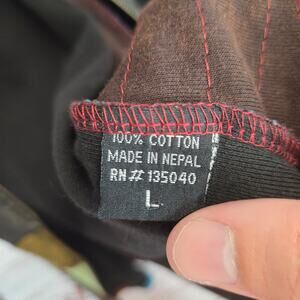 100% COTTON
MADE IN NEPAL
RN# 135040
L